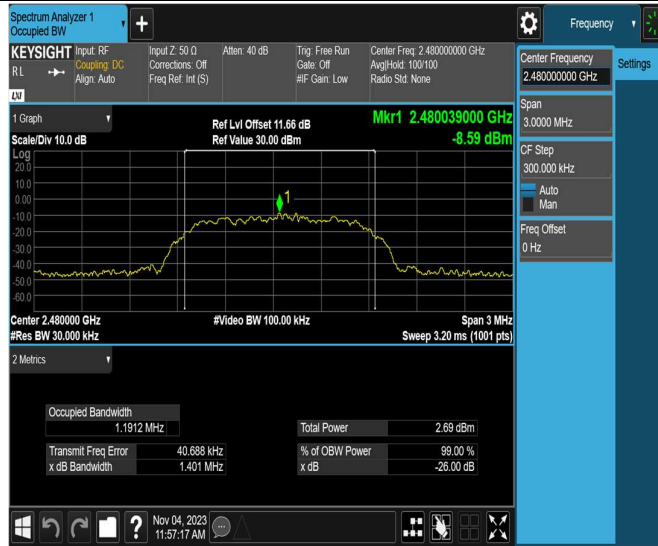 Spectrum Analyzer 1
Occupied BW
Frequency
KEYSIGHT
RL
LXI
Input: RF
Coupling: DC
Align: Auto
Input Z: 50 Ω
Corrections: Off
Freq Ref: Int (S)
Atten: 40 dB
Trig: Free Run
Gate: Off
#IF Gain: Low
Center Freq: 2.480000000 GHz
Avg|Hold: 100/100
Radio Std: None
Center Frequency
2.480000000 GHz
Settings
Span
3.0000 MHz
CF Step
300.000 kHz
Auto
Man
Freq Offset
0 Hz
1 Graph
Scale/Div 10.0 dB
Ref Lvl Offset 11.66 dB
Ref Value 30.00 dBm
Mkr1 2.480039000 GHz
-8.59 dBm
Log
20.0
10.0
0.00
-10.0
-20.0
-30.0
-40.0
-50.0
-60.0
1
Center 2.480000 GHz
#Video BW 100.00 kHz
Span 3 MHz
#Res BW 30.000 kHz
Sweep 3.20 ms (1001 pts)
2 Metrics
Occupied Bandwidth
1.1912 MHz
Total Power 2.69 dBm
Transmit Freq Error 40.688 kHz
% of OBW Power 99.00 %
x dB Bandwidth 1.401 MHz
x dB -26.00 dB
?
Nov 04, 2023
11:57:17 AM